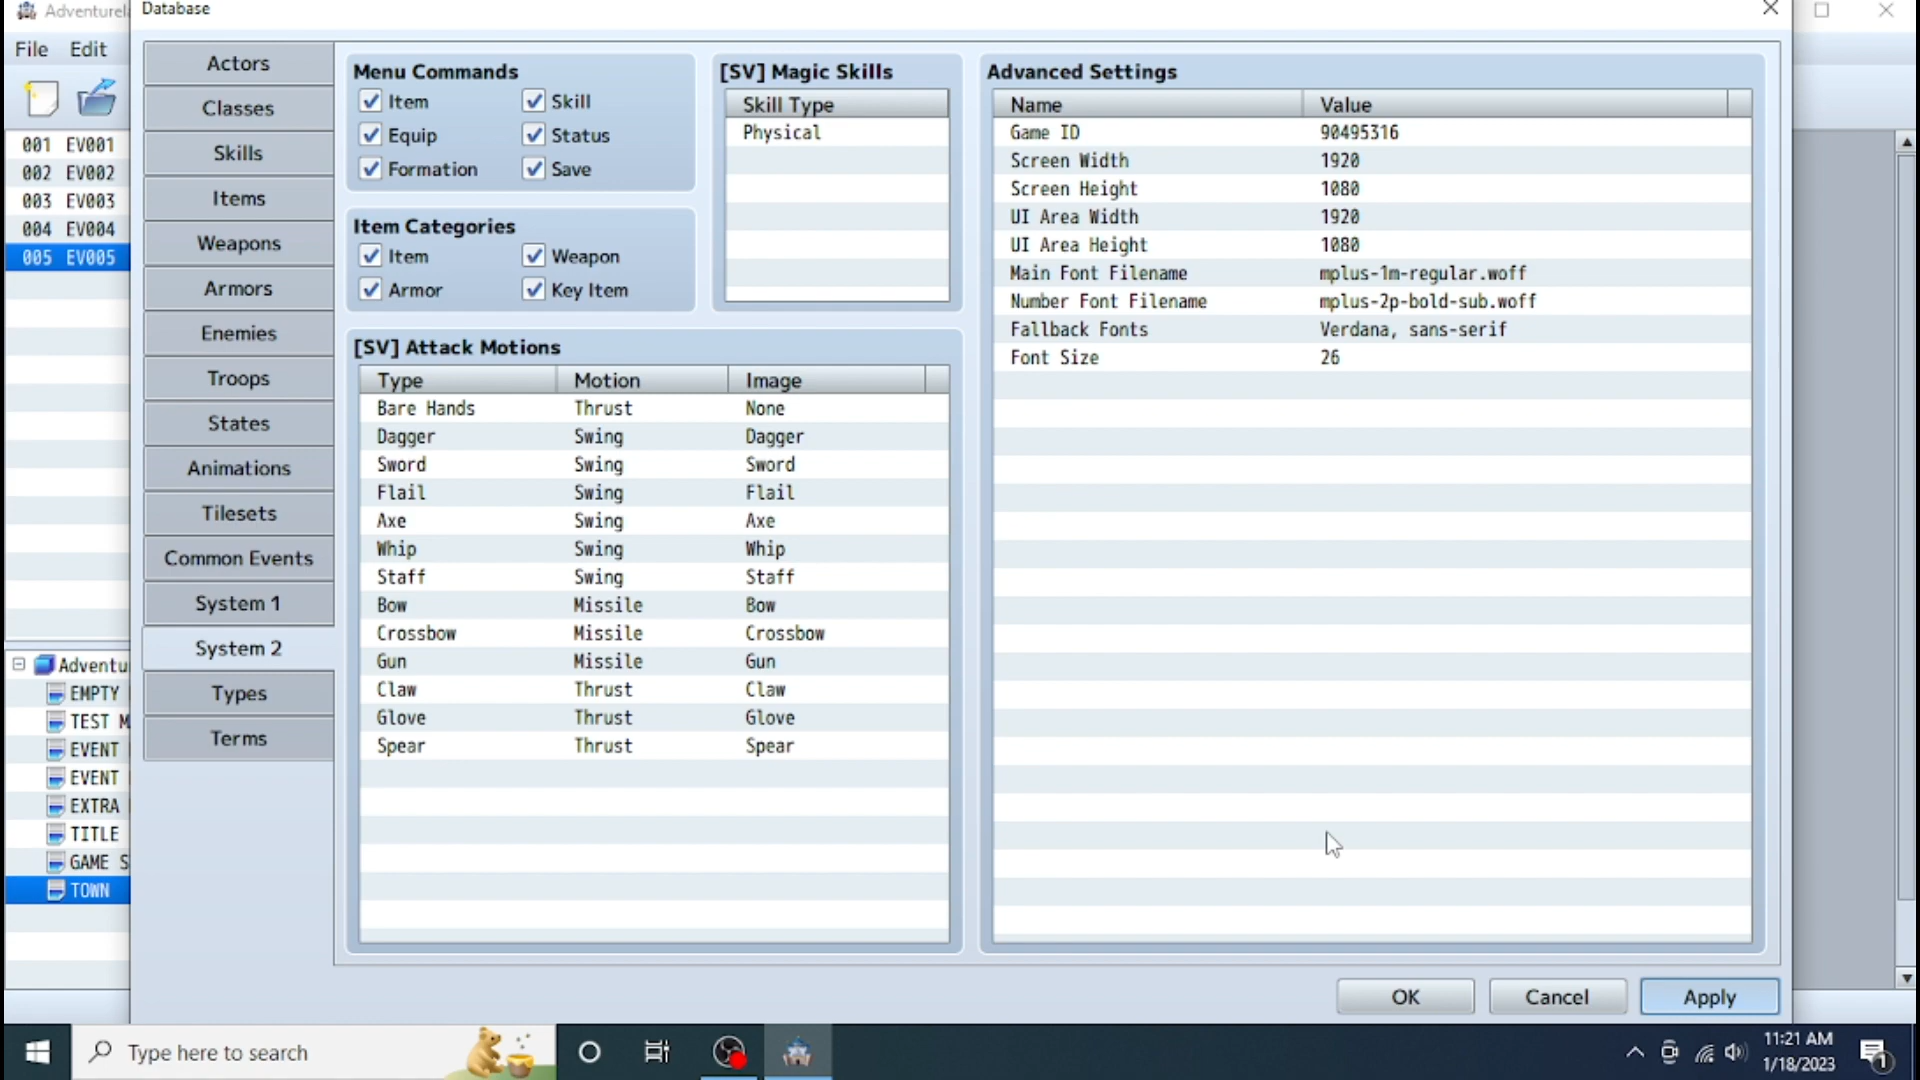 Adventurel
Database
File Edit
001 EV001
002 EV002
003 EV003
004 EV004
005 EV005
Adventu
EMPTY
TEST M
EVENT
EVENT
EXTRA
TITLE
GAME S
TOWN
Actors
Classes
Skills
Items
Weapons
Armors
Enemies
Troops
States
Animations
Tilesets
Common Events
System 1
System 2
Types
Terms
Menu Commands
Item Skill
Equip Status
Formation Save
Item Categories
Item Weapon
Armor Key Item
[SV] Magic Skills
Skill Type
Physical
[SV] Attack Motions
Type Motion Image
Bare Hands Thrust None
Dagger Swing Dagger
Sword Swing Sword
Flail Swing Flail
Axe Swing Axe
Whip Swing Whip
Staff Swing Staff
Bow Missile Bow
Crossbow Missile Crossbow
Gun Missile Gun
Claw Thrust Claw
Glove Thrust Glove
Spear Thrust Spear
Advanced Settings
Name Value
Game ID 90495316
Screen Width 1920
Screen Height 1080
UI Area Width 1920
UI Area Height 1080
Main Font Filename mplus-1m-regular.woff
Number Font Filename mplus-2p-bold-sub.woff
Fallback Fonts Verdana, sans-serif
Font Size 26
OK Cancel Apply
Type here to search
11:21 AM
1/18/2023
1